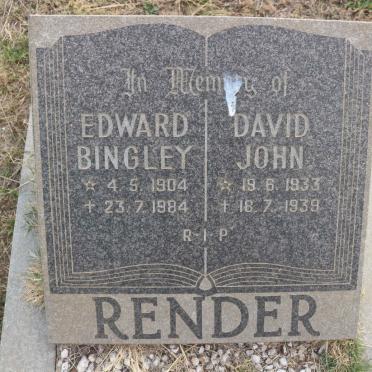 In Memory of
EDWARD
BINGLEY
☆ 4.5.1904
+ 23.7.1984
DAVID
JOHN
☆ 19.6.1933
+ 18.7.1939
R·I·P
RENDER